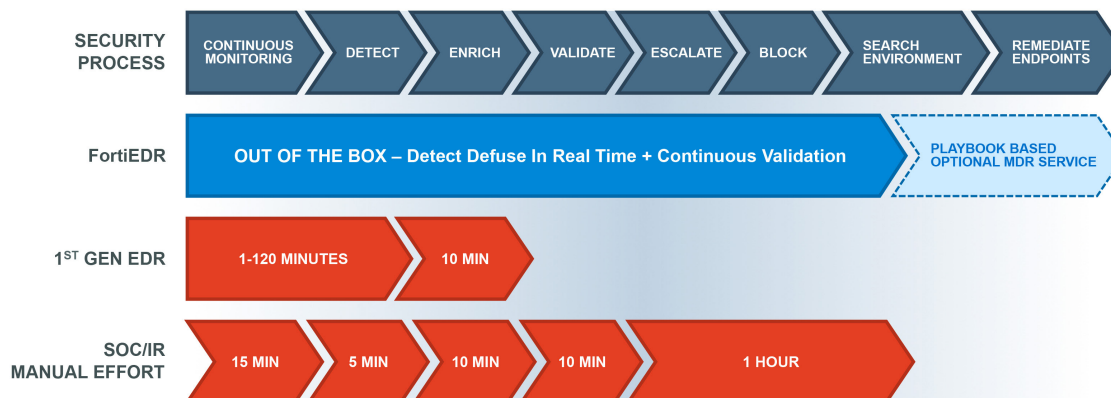 SECURITY
PROCESS
CONTINUOUS
MONITORING
DETECT
ENRICH
VALIDATE
ESCALATE
BLOCK
SEARCH
ENVIRONMENT
REMEDIATE
ENDPOINTS
FortiEDR
OUT OF THE BOX – Detect Defuse In Real Time + Continuous Validation
PLAYBOOK BASED
OPTIONAL MDR SERVICE
1ST GEN EDR
1-120 MINUTES
10 MIN
SOC/IR
MANUAL EFFORT
15 MIN
5 MIN
10 MIN
10 MIN
1 HOUR